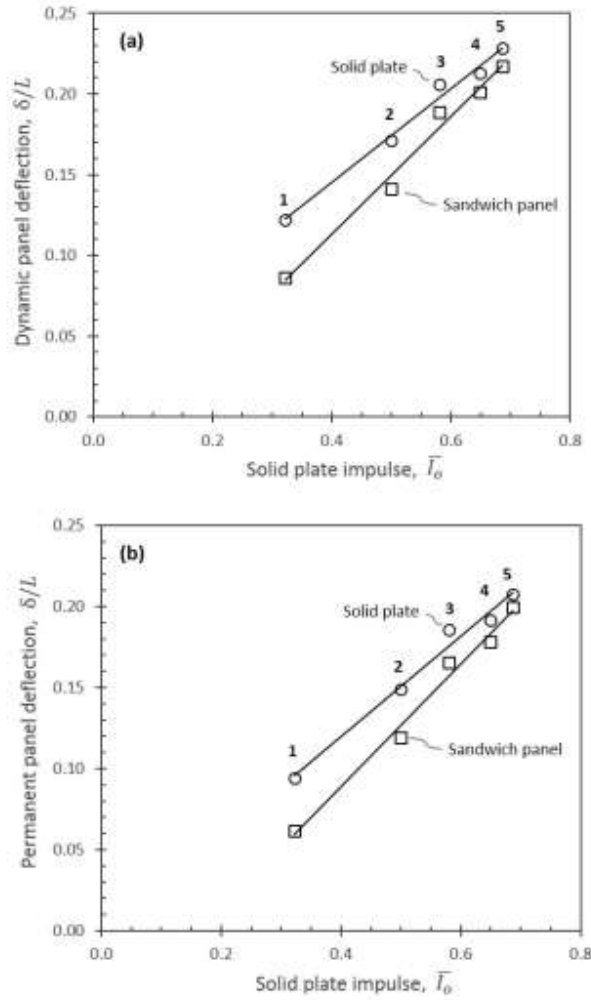 (a)
5
4
3
Solid plate
2
1
Sandwich panel
0.25
0.20
0.15
0.10
0.05
0.00
Dynamic panel deflection, δ/L
0.0 0.2 0.4 0.6 0.8
Solid plate impulse, I̅o
(b)
5
4
3
Solid plate
2
1
Sandwich panel
0.25
0.20
0.15
0.10
0.05
0.00
Permanent panel deflection, δ/L
0.0 0.2 0.4 0.6 0.8
Solid plate impulse, I̅o